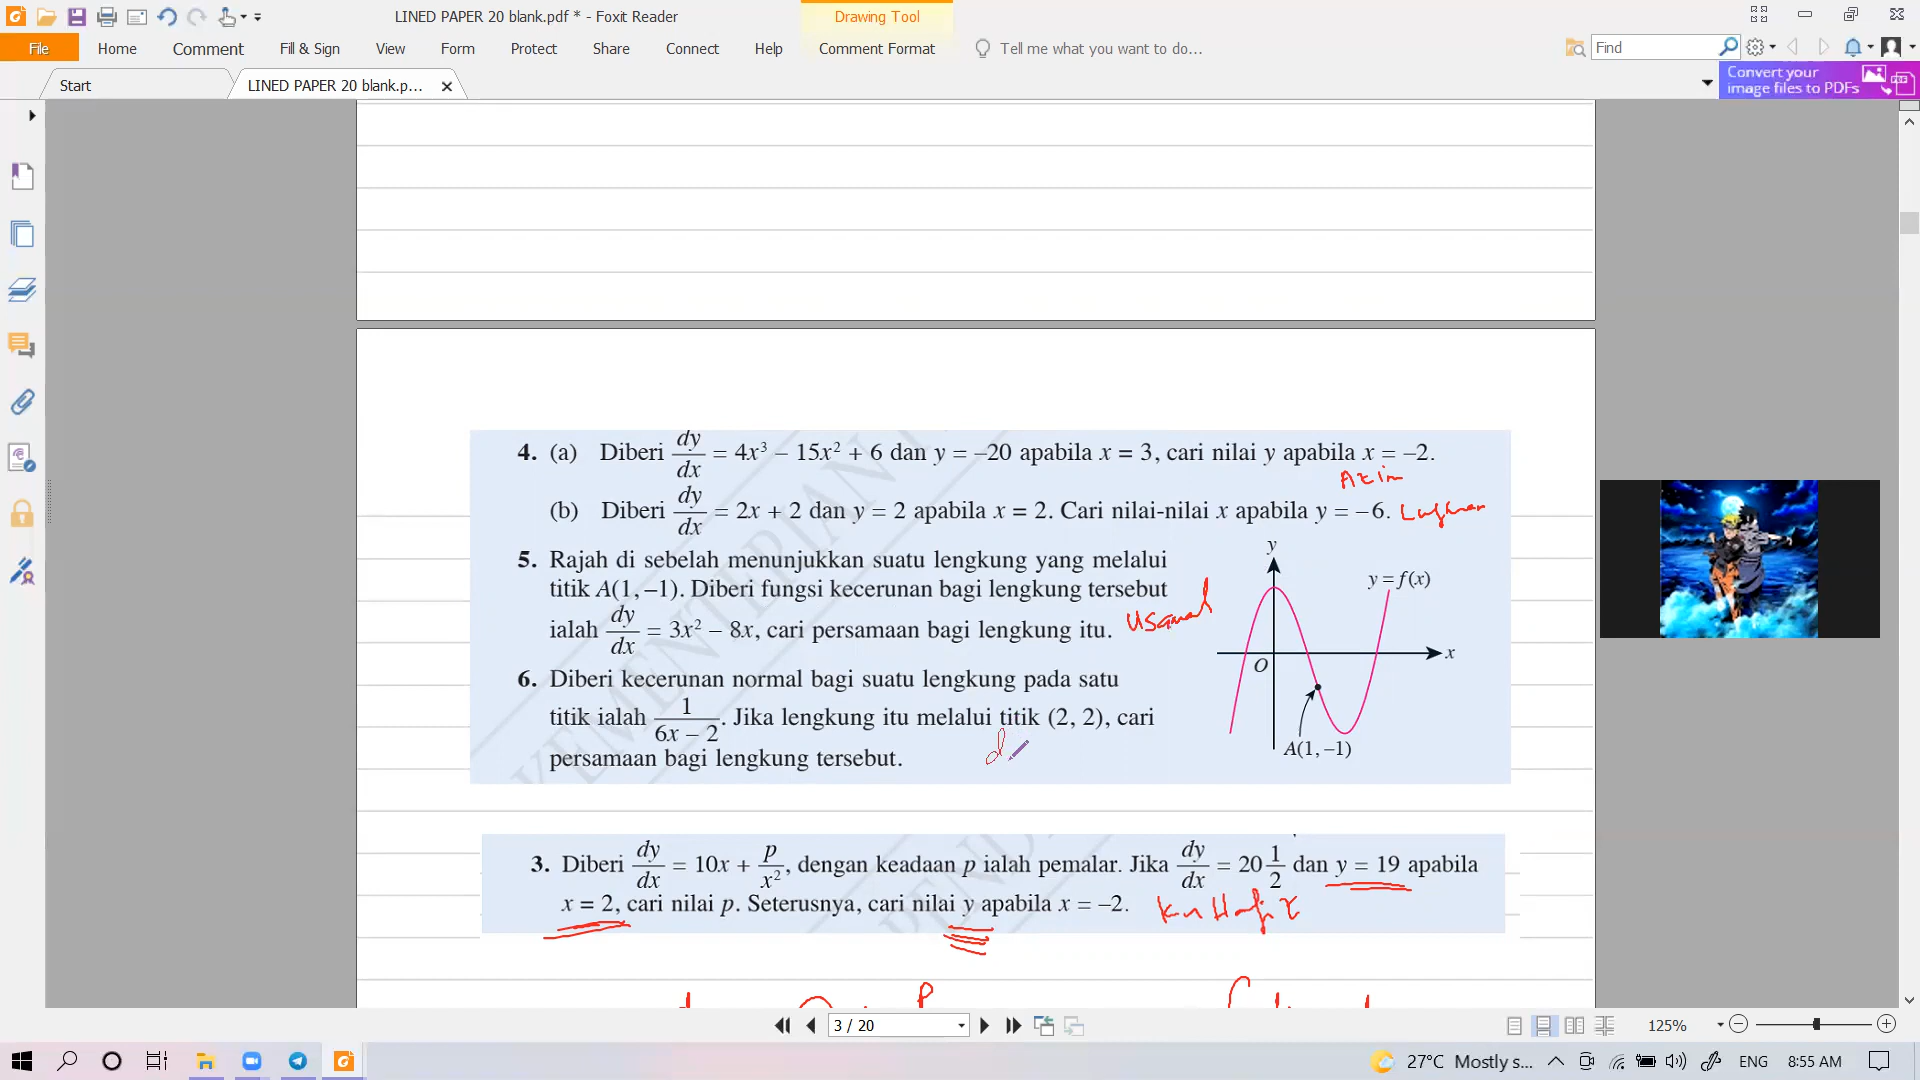 LINED PAPER 20 blank.pdf * - Foxit Reader
Drawing Tool
File
Home
Comment
Fill & Sign
View
Form
Protect
Share
Connect
Help
Comment Format
Tell me what you want to do...
Find
Start
LINED PAPER 20 blank.p...
Convert your
image files to PDFs
4. (a) Diberi dy/dx = 4x³ – 15x² + 6 dan y = –20 apabila x = 3, cari nilai y apabila x = –2.
Azim
(b) Diberi dy/dx = 2x + 2 dan y = 2 apabila x = 2. Cari nilai-nilai x apabila y = –6.
5. Rajah di sebelah menunjukkan suatu lengkung yang melalui
titik A(1, –1). Diberi fungsi kecerunan bagi lengkung tersebut
ialah dy/dx = 3x² – 8x, cari persamaan bagi lengkung itu.
Usamah
y
y = f(x)
O
x
A(1, –1)
6. Diberi kecerunan normal bagi suatu lengkung pada satu
titik ialah 1/(6x – 2). Jika lengkung itu melalui titik (2, 2), cari
persamaan bagi lengkung tersebut.
d
KEMENTERIAN
PENDI
3. Diberi dy/dx = 10x + p/x², dengan keadaan p ialah pemalar. Jika dy/dx = 20 1/2 dan y = 19 apabila
x = 2, cari nilai p. Seterusnya, cari nilai y apabila x = –2.
Ku Hafiz
3 / 20
125%
27°C Mostly s...
ENG
8:55 AM